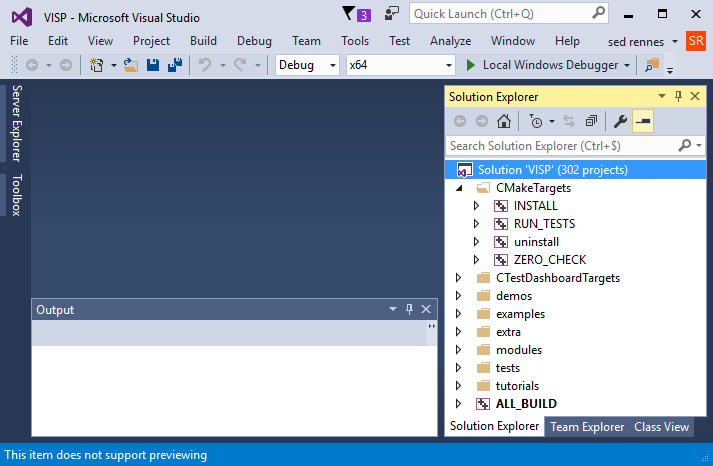 VISP - Microsoft Visual Studio
3
Quick Launch (Ctrl+Q)
File Edit View Project Build Debug Team Tools Test Analyze Window Help sed rennes SR
Debug x64 Local Windows Debugger
Server Explorer
Toolbox
Solution Explorer
Search Solution Explorer (Ctrl+$)
Solution 'VISP' (302 projects)
CMakeTargets
INSTALL
RUN_TESTS
uninstall
ZERO_CHECK
CTestDashboardTargets
demos
examples
extra
modules
tests
tutorials
ALL_BUILD
Output
Solution Explorer Team Explorer Class View
This item does not support previewing